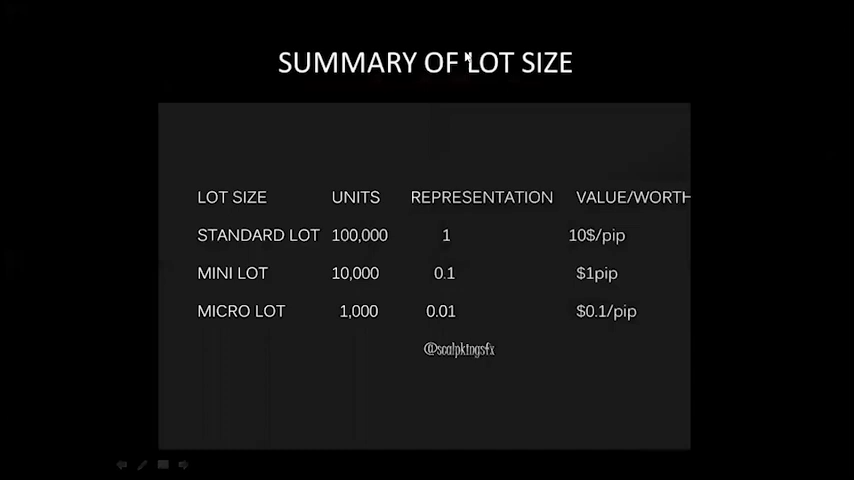 SUMMARY OF LOT SIZE
LOT SIZE UNITS REPRESENTATION VALUE/WORTH
STANDARD LOT 100,000 1 10$/pip
MINI LOT 10,000 0.1 $1pip
MICRO LOT 1,000 0.01 $0.1/pip
@scalpkingsfx